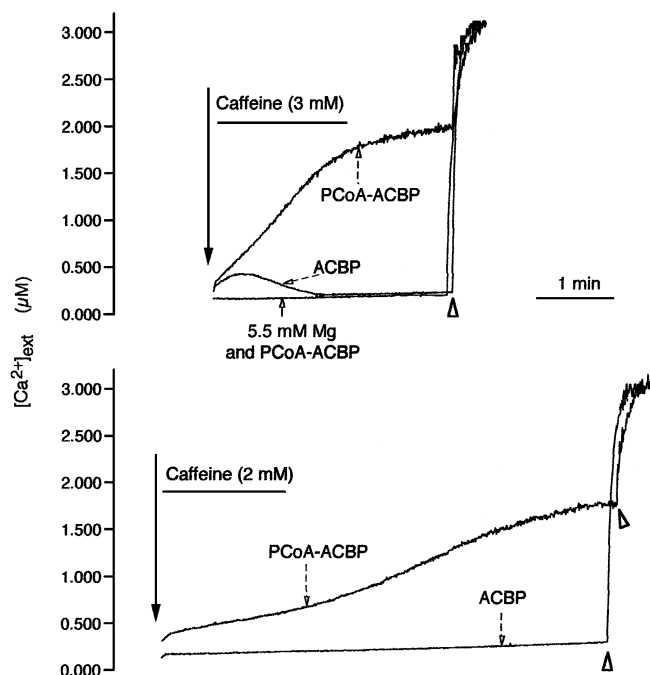 3.000
2.500
2.000
1.500
1.000
0.500
0.000
Caffeine (3 mM)
PCoA-ACBP
ACBP
5.5 mM Mg
and PCoA-ACBP
1 min
[Ca2+]ext (µM)
3.000
2.500
2.000
1.500
1.000
0.500
0.000
Caffeine (2 mM)
PCoA-ACBP
ACBP